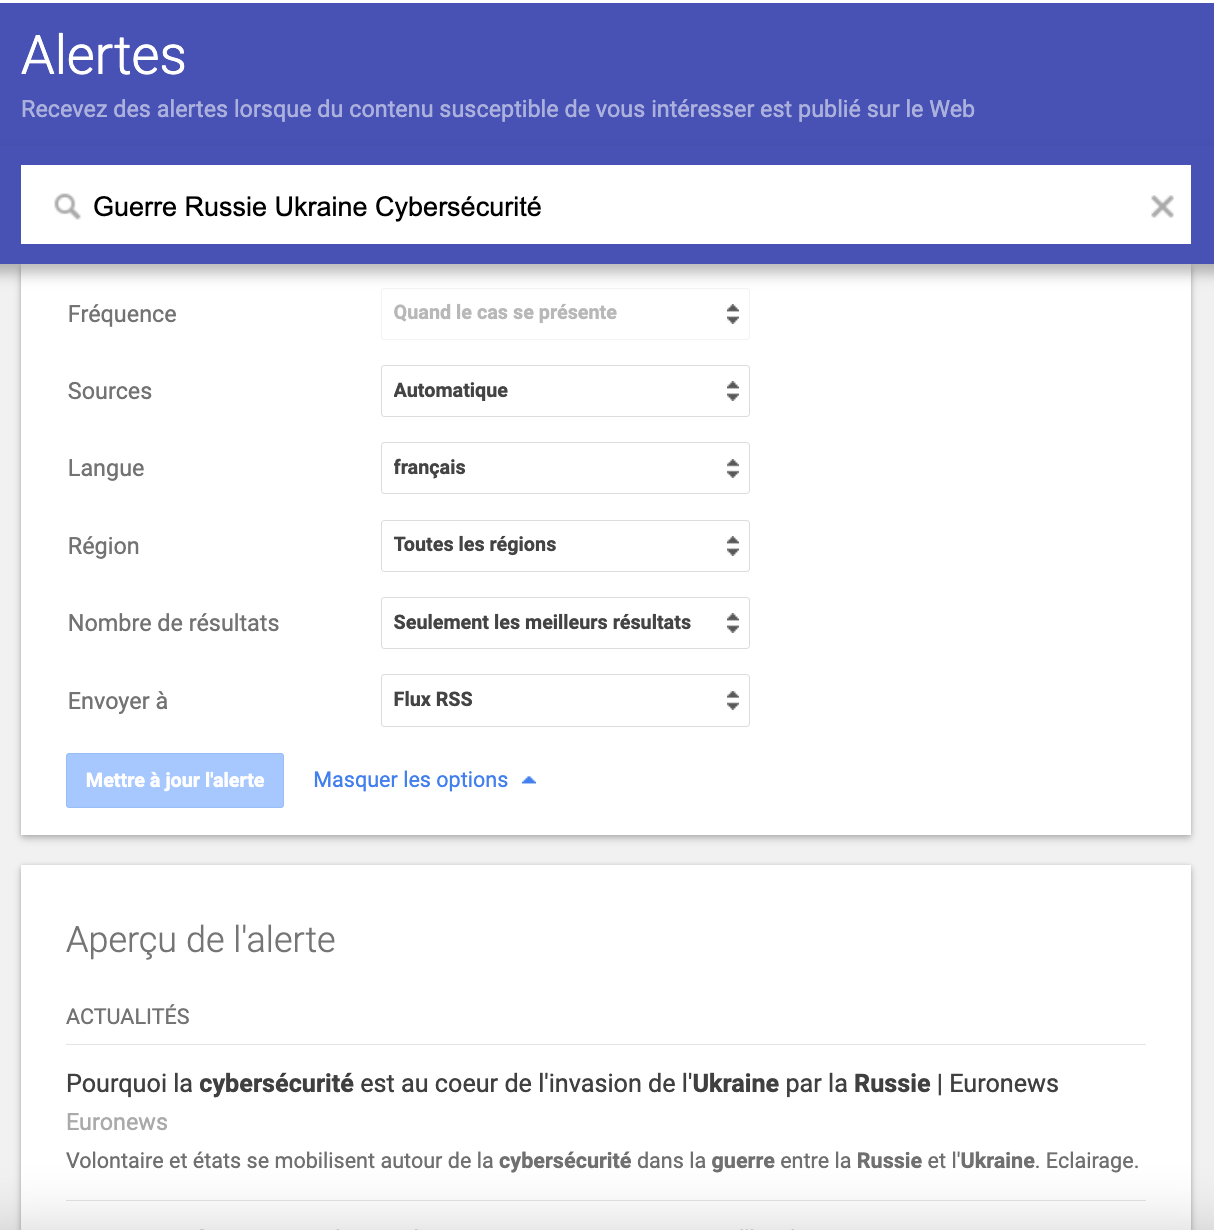 Alertes
Recevez des alertes lorsque du contenu susceptible de vous intéresser est publié sur le Web
Guerre Russie Ukraine Cybersécurité
Fréquence Quand le cas se présente
Sources Automatique
Langue français
Région Toutes les régions
Nombre de résultats Seulement les meilleurs résultats
Envoyer à Flux RSS
Mettre à jour l'alerte Masquer les options
Aperçu de l'alerte
ACTUALITÉS
Pourquoi la cybersécurité est au coeur de l'invasion de l'Ukraine par la Russie | Euronews
Euronews
Volontaire et états se mobilisent autour de la cybersécurité dans la guerre entre la Russie et l'Ukraine. Eclairage.